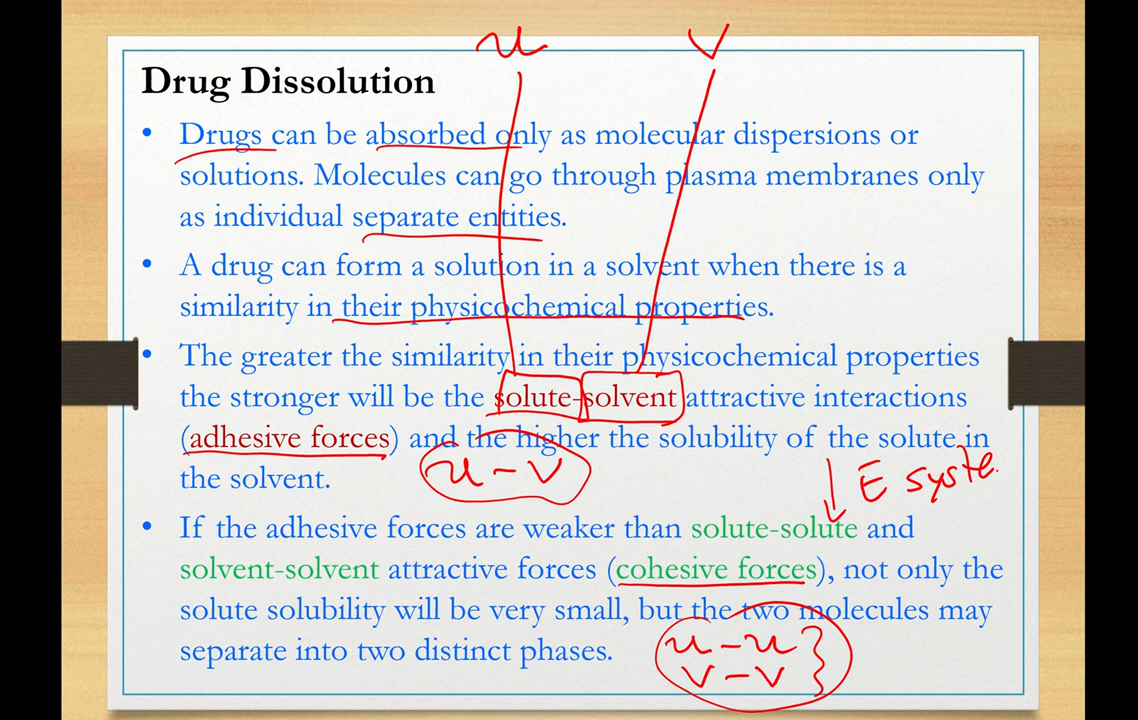 u v
Drug Dissolution
• Drugs can be absorbed only as molecular dispersions or
solutions. Molecules can go through plasma membranes only
as individual separate entities.
• A drug can form a solution in a solvent when there is a
similarity in their physicochemical properties.
• The greater the similarity in their physicochemical properties
the stronger will be the solute-solvent attractive interactions
(adhesive forces) and the higher the solubility of the solute in
the solvent.
u – v
↓ E syste
• If the adhesive forces are weaker than solute-solute and
solvent-solvent attractive forces (cohesive forces), not only the
solute solubility will be very small, but the two molecules may
separate into two distinct phases.
u – u }
v – v